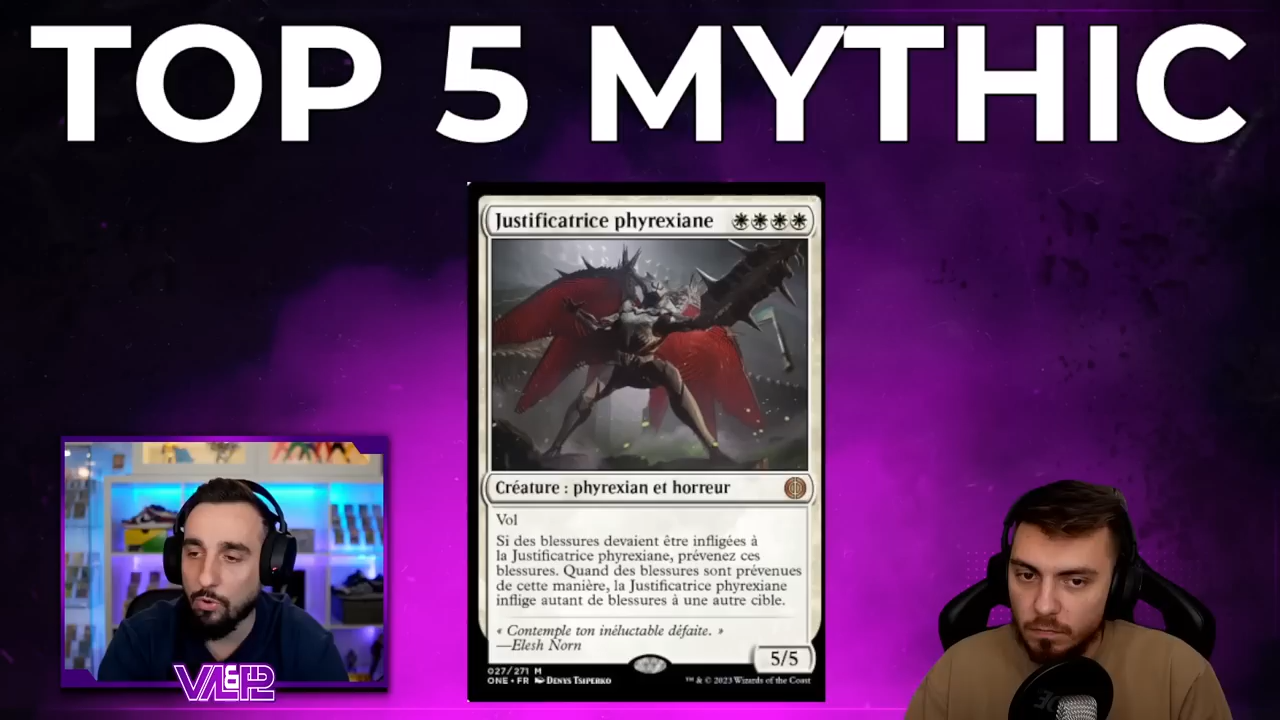 TOP 5 MYTHIC
Justificatrice phyrexiane
Créature : phyrexian et horreur
Vol
Si des blessures devaient être infligées à
la Justificatrice phyrexiane, prévenez ces
blessures. Quand des blessures sont prévenues
de cette manière, la Justificatrice phyrexiane
inflige autant de blessures à une autre cible.
« Contemple ton inéluctable défaite. »
—Elesh Norn
5/5
027/271 M
ONE • FR Denys Tsiperko
™ & © 2023 Wizards of the Coast